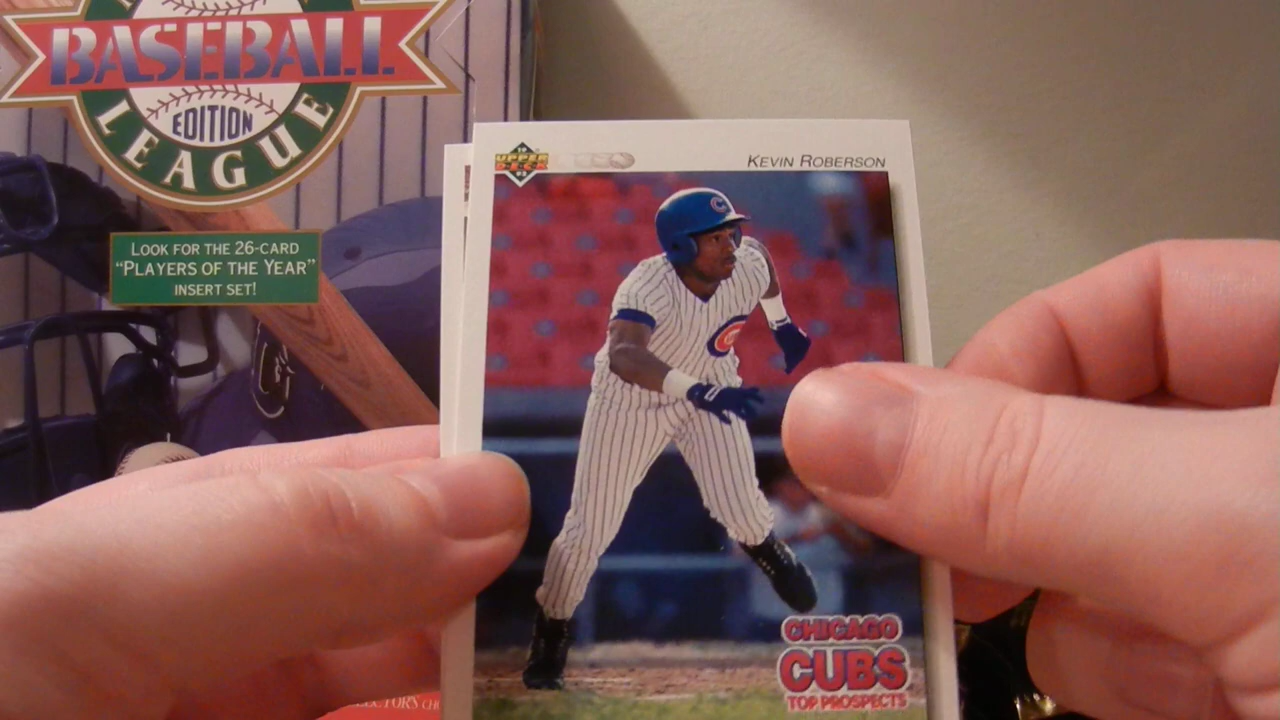 BASEBALL
EDITION
LEAGUE
LOOK FOR THE 26-CARD
"PLAYERS OF THE YEAR"
INSERT SET!
UPPER
DECK
KEVIN ROBERSON
C
CHICAGO
CUBS
TOP PROSPECTS